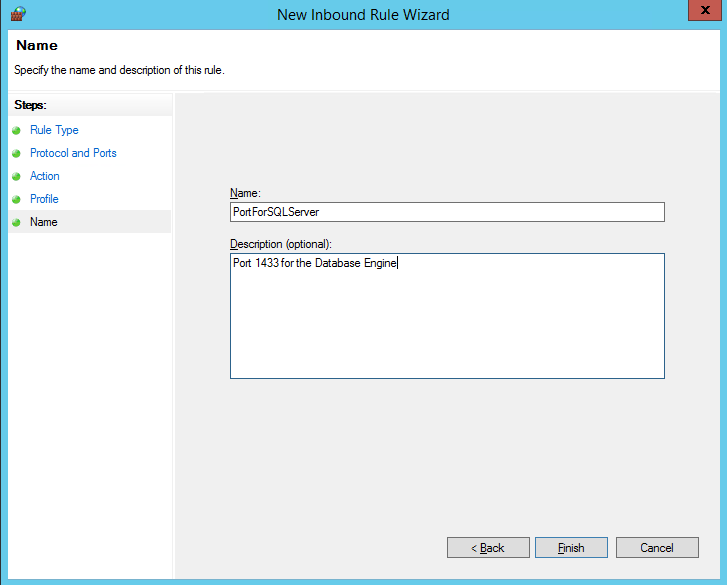 New Inbound Rule Wizard
x
Name
Specify the name and description of this rule.
Steps:
Rule Type
Protocol and Ports
Action
Profile
Name
Name:
PortForSQLServer
Description (optional):
Port 1433 for the Database Engine
< Back
Finish
Cancel